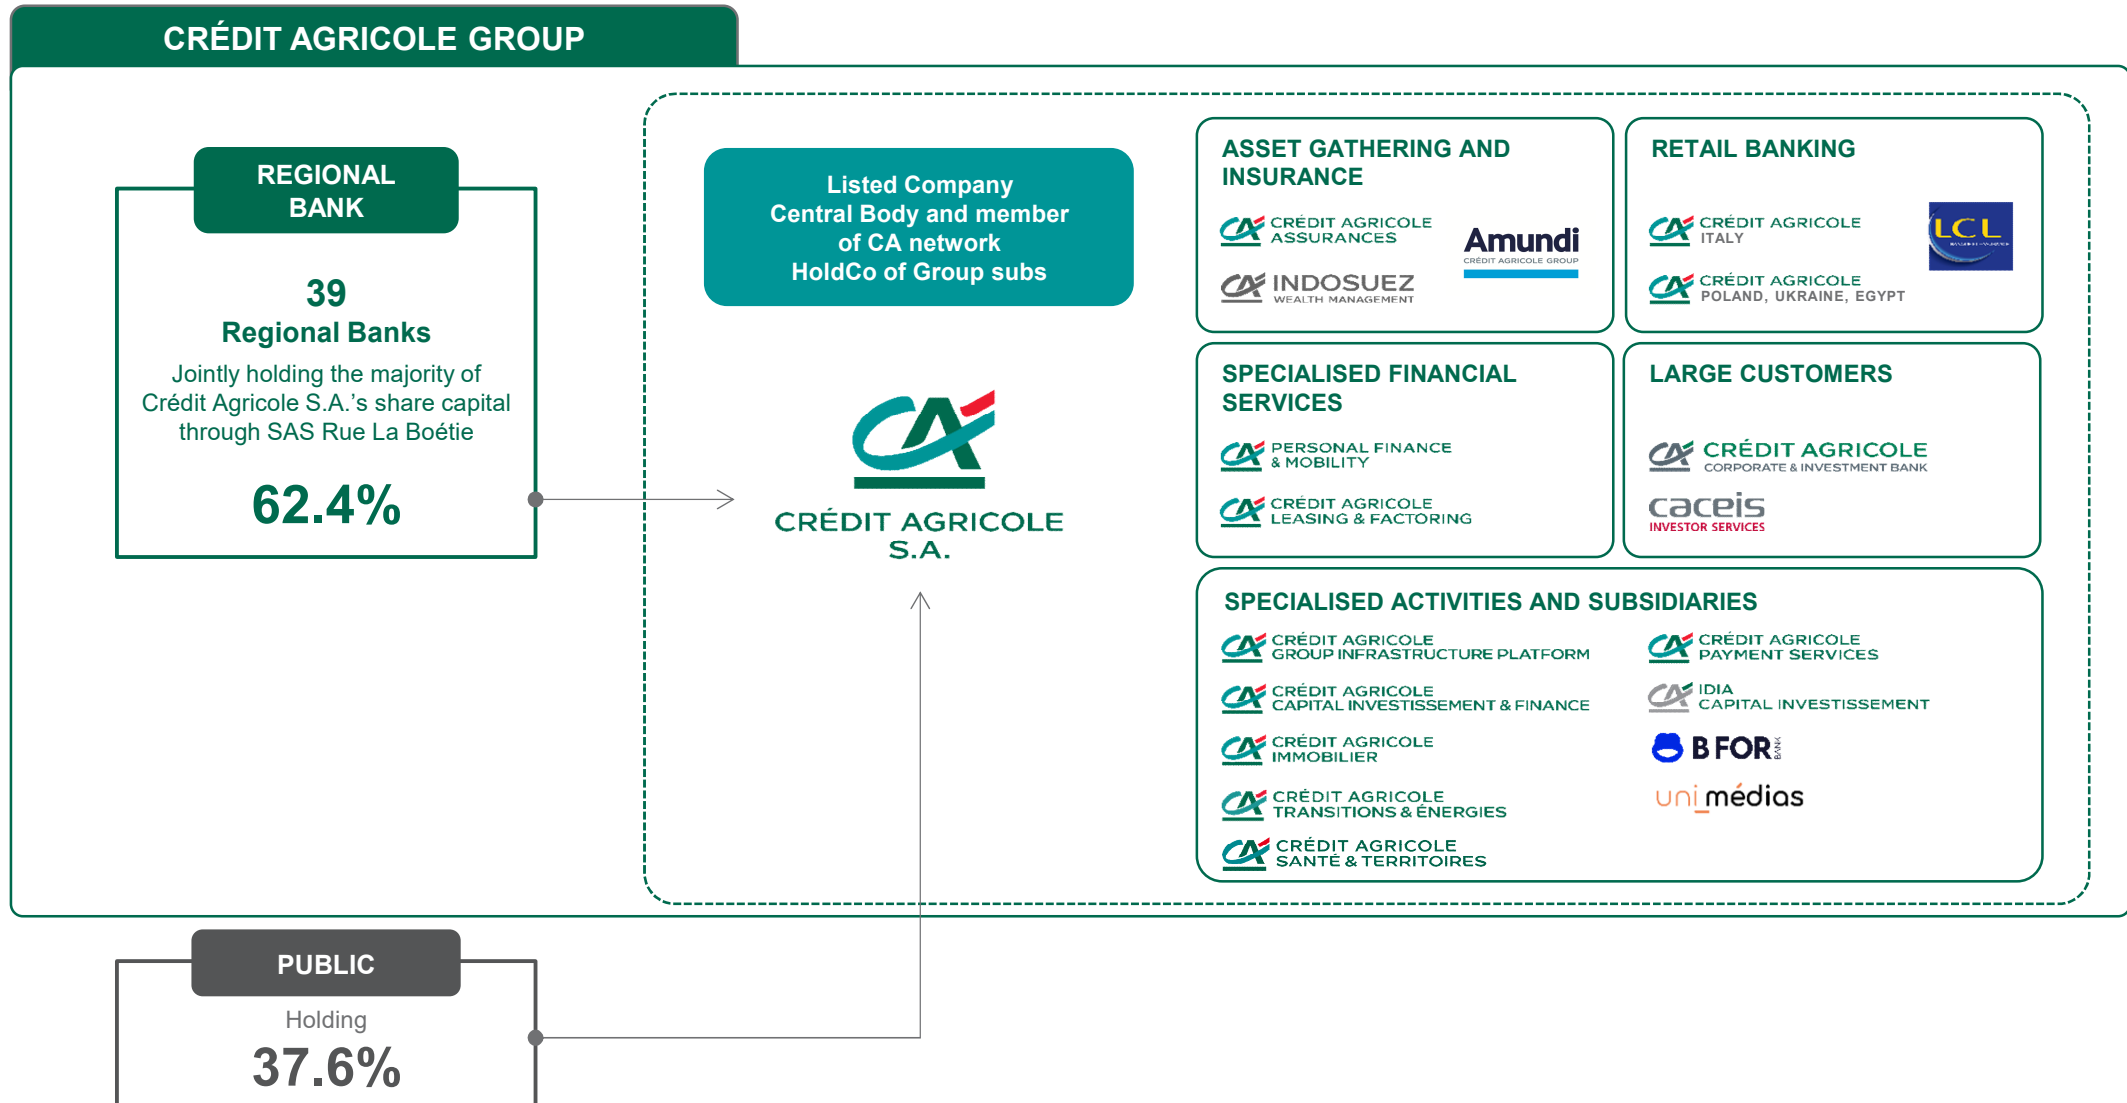 CRÉDIT AGRICOLE GROUP
REGIONAL
BANK
39
Regional Banks
Jointly holding the majority of
Crédit Agricole S.A.'s share capital
through SAS Rue La Boétie
62.4%
Listed Company
Central Body and member
of CA network
HoldCo of Group subs
CRÉDIT AGRICOLE
S.A.
ASSET GATHERING AND
INSURANCE
CRÉDIT AGRICOLE
ASSURANCES
INDOSUEZ
WEALTH MANAGEMENT
Amundi
CRÉDIT AGRICOLE GROUP
RETAIL BANKING
CRÉDIT AGRICOLE
ITALY
CRÉDIT AGRICOLE
POLAND, UKRAINE, EGYPT
LCL
SPECIALISED FINANCIAL
SERVICES
PERSONAL FINANCE
& MOBILITY
CRÉDIT AGRICOLE
LEASING & FACTORING
LARGE CUSTOMERS
CRÉDIT AGRICOLE
CORPORATE & INVESTMENT BANK
caceis
INVESTOR SERVICES
SPECIALISED ACTIVITIES AND SUBSIDIARIES
CRÉDIT AGRICOLE
GROUP INFRASTRUCTURE PLATFORM
CRÉDIT AGRICOLE
CAPITAL INVESTISSEMENT & FINANCE
CRÉDIT AGRICOLE
IMMOBILIER
CRÉDIT AGRICOLE
TRANSITIONS & ÉNERGIES
CRÉDIT AGRICOLE
SANTÉ & TERRITOIRES
CRÉDIT AGRICOLE
PAYMENT SERVICES
IDIA
CAPITAL INVESTISSEMENT
B FOR BANK
uni_médias
PUBLIC
Holding
37.6%